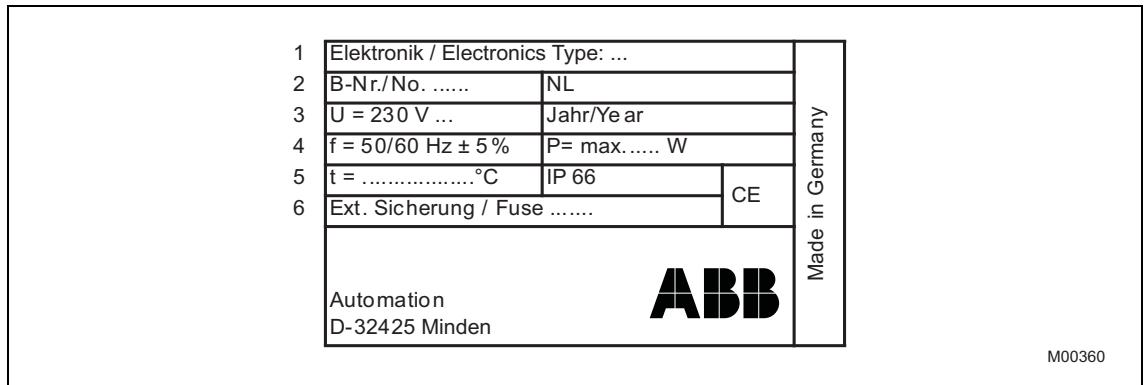 1 Elektronik / Electronics Type: ...
2 B-Nr./No. ...... NL
3 U = 230 V ... Jahr/Year
4 f = 50/60 Hz ± 5% P= max...... W
5 t = ..................°C IP 66
CE
6 Ext. Sicherung / Fuse .......
Made in Germany
ABB
Automation
D-32425 Minden
M00360